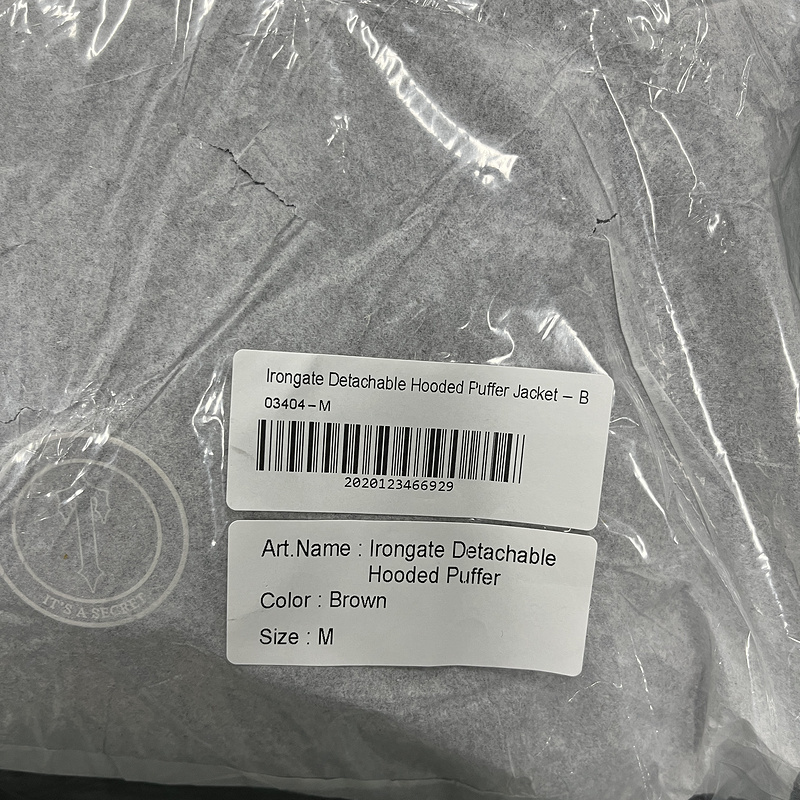 Irongate Detachable Hooded Puffer Jacket – B
03404-M
2020123466929
Art.Name : Irongate Detachable
Hooded Puffer
Color : Brown
Size : M
IT'S A SECRET